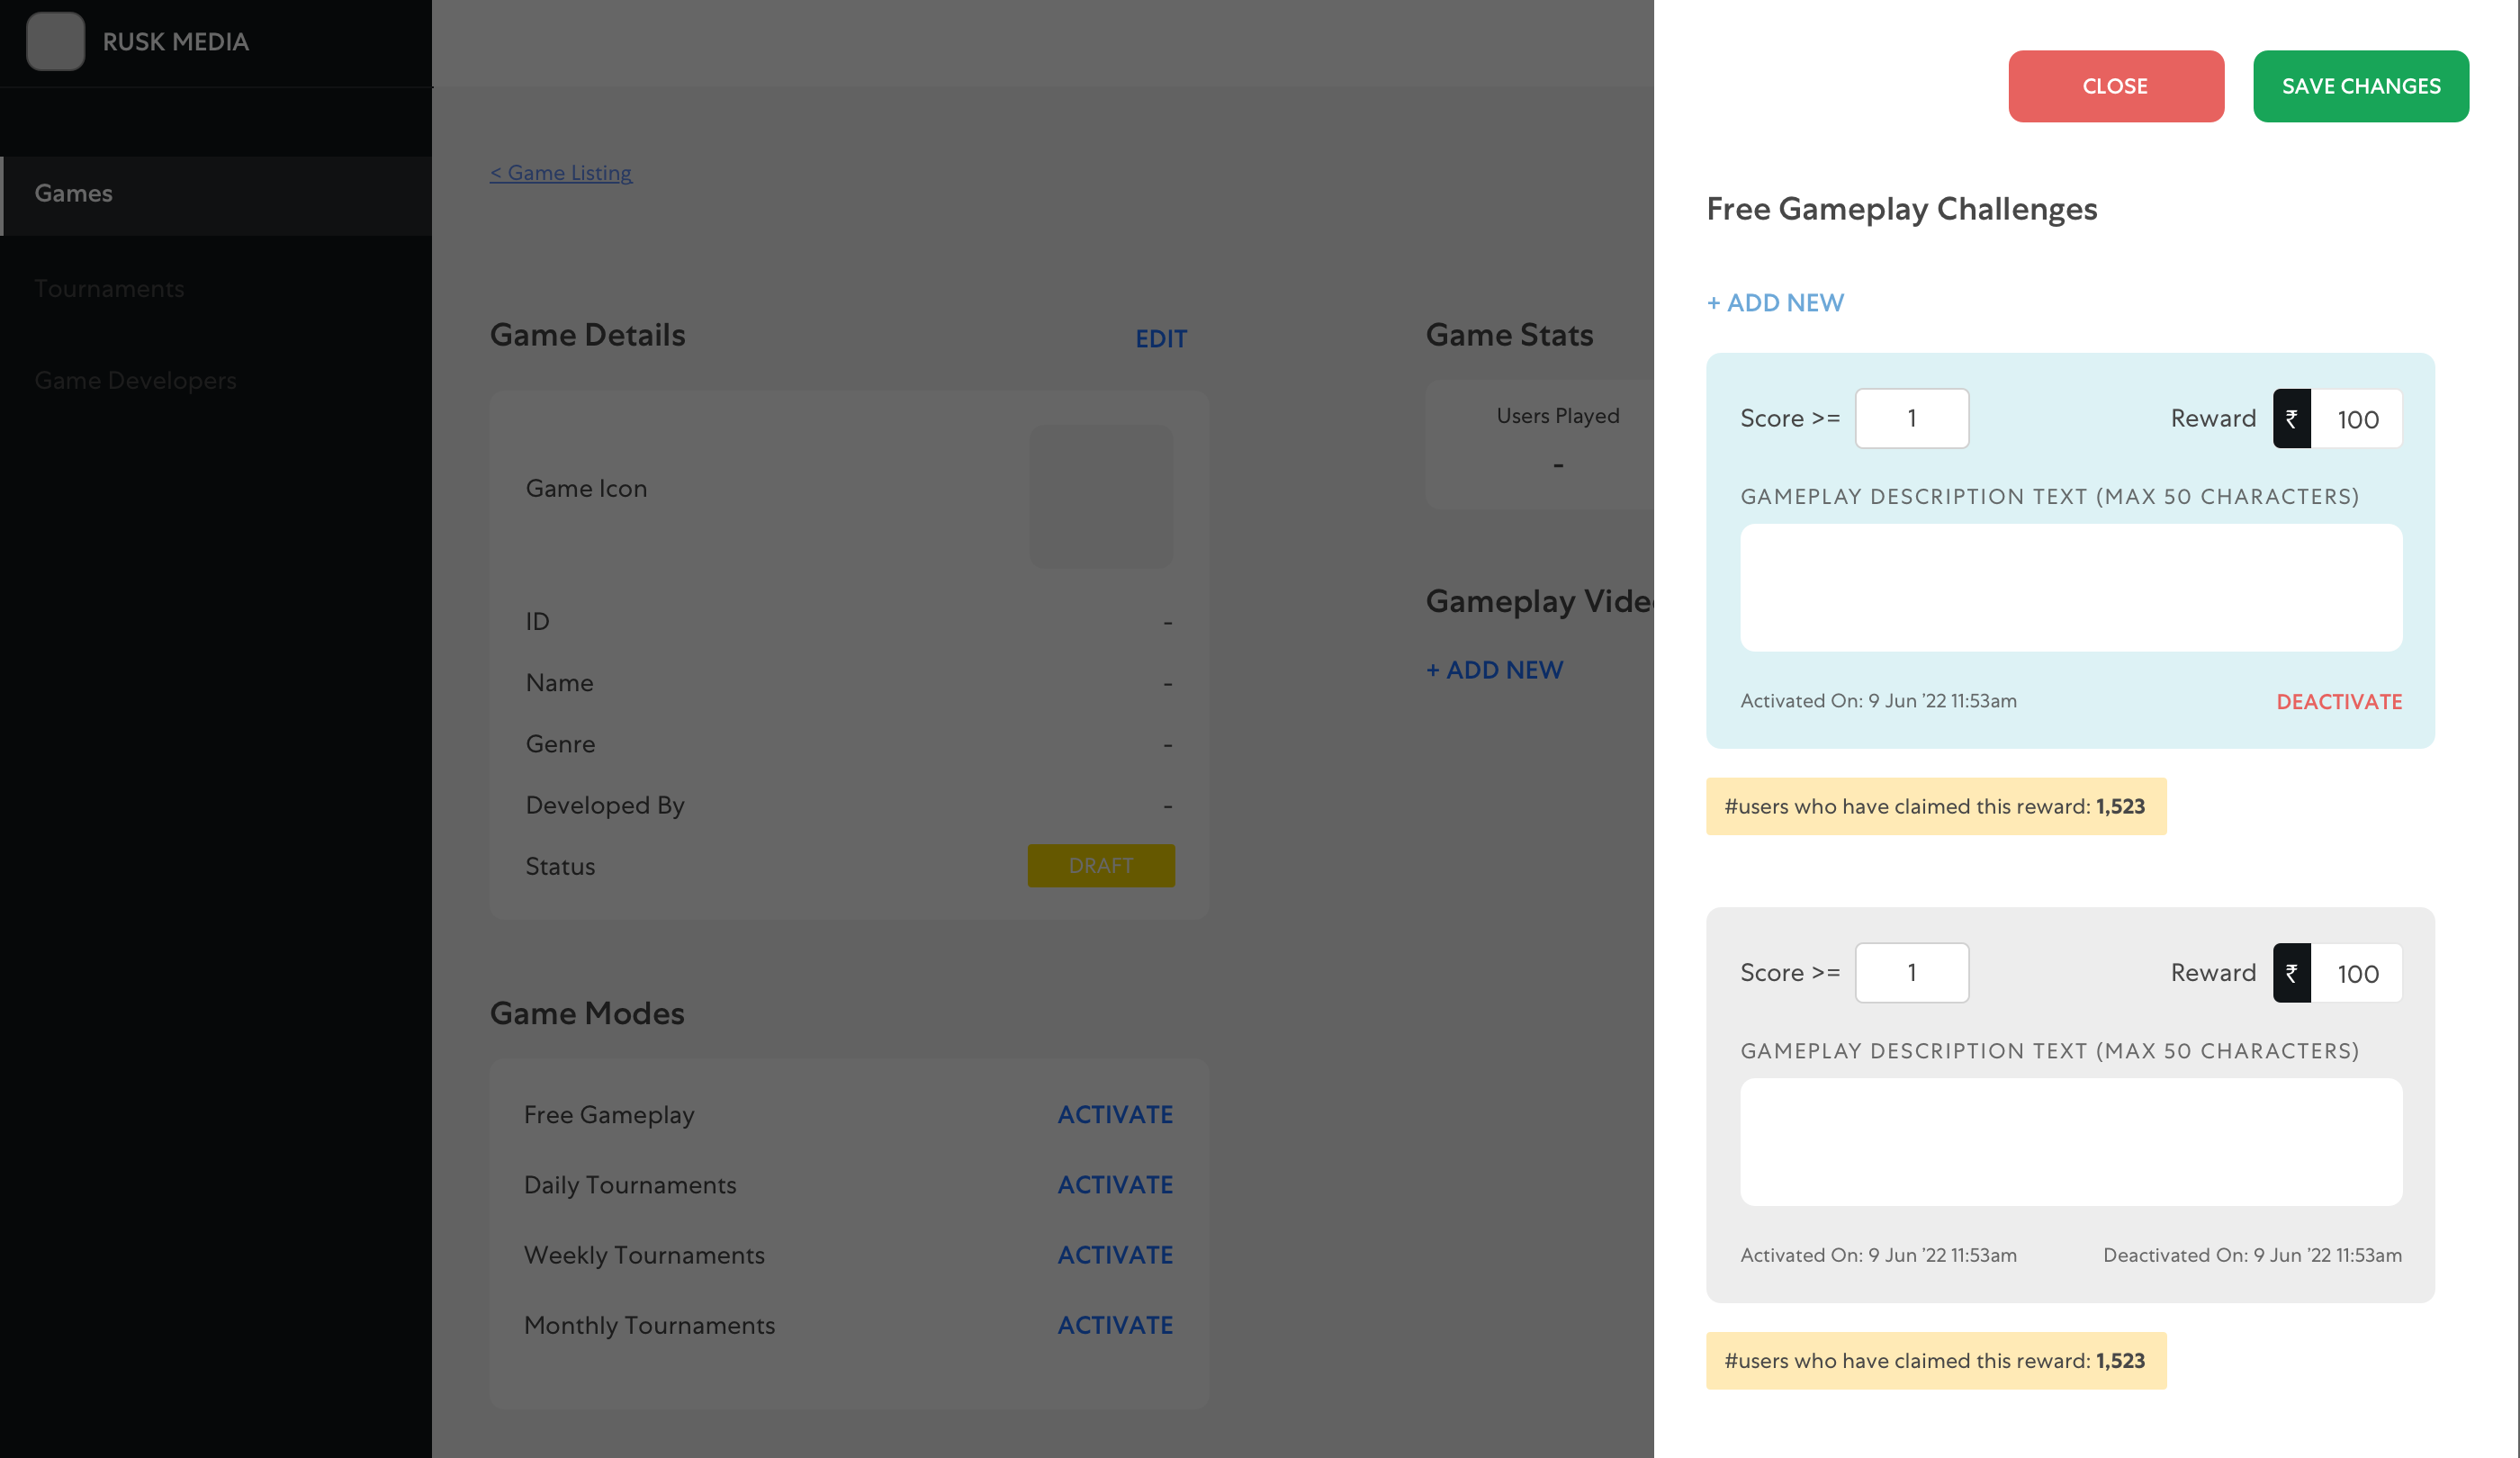 RUSK MEDIA
Games
Tournaments
Game Developers
< Game Listing
Game Details
EDIT
Game Icon
ID -
Name -
Genre -
Developed By -
Status DRAFT
Game Modes
Free Gameplay ACTIVATE
Daily Tournaments ACTIVATE
Weekly Tournaments ACTIVATE
Monthly Tournaments ACTIVATE
Game Stats
Users Played
-
Gameplay Vide
+ ADD NEW
CLOSE
SAVE CHANGES
Free Gameplay Challenges
+ ADD NEW
Score >= 1 Reward ₹ 100
GAMEPLAY DESCRIPTION TEXT (MAX 50 CHARACTERS)
Activated On: 9 Jun ’22 11:53am DEACTIVATE
#users who have claimed this reward: 1,523
Score >= 1 Reward ₹ 100
GAMEPLAY DESCRIPTION TEXT (MAX 50 CHARACTERS)
Activated On: 9 Jun ’22 11:53am Deactivated On: 9 Jun ’22 11:53am
#users who have claimed this reward: 1,523